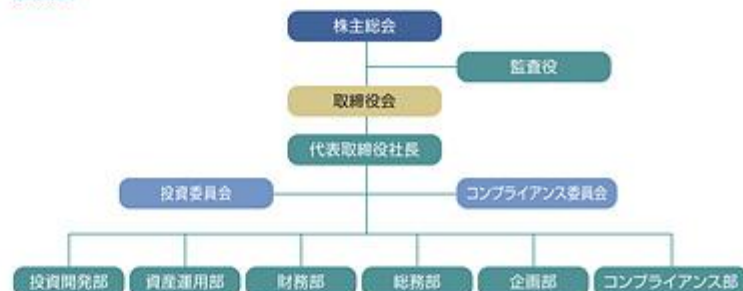 株主総会
監査役
取締役会
代表取締役社長
投資委員会
コンプライアンス委員会
投資開発部
資産運用部
財務部
総務部
企画部
コンプライアンス部